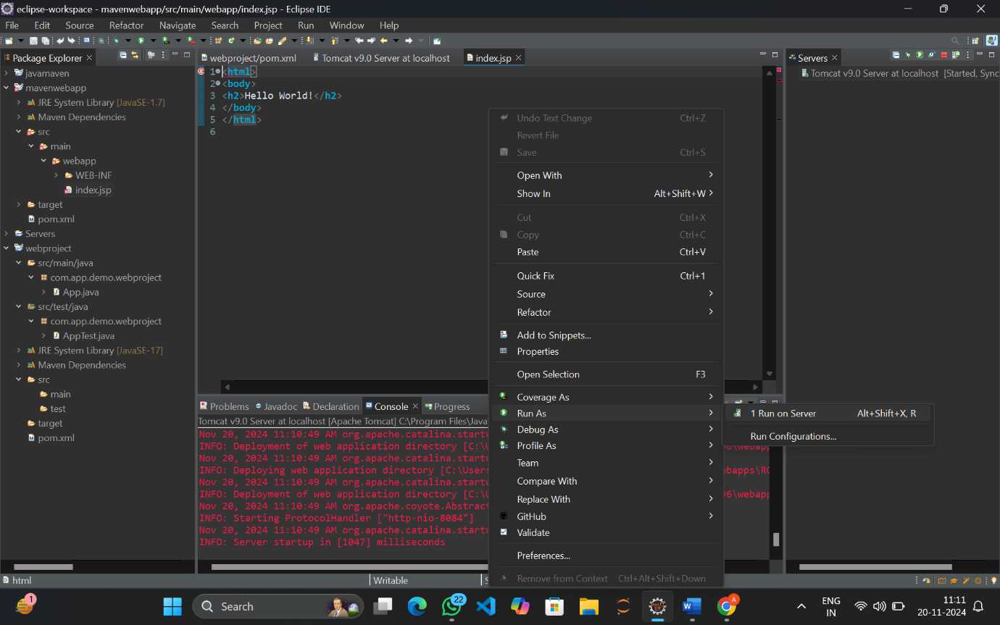 eclipse-workspace - mavenwebapp/src/main/webapp/index.jsp - Eclipse IDE
File Edit Source Refactor Navigate Search Project Run Window Help
Package Explorer
javamaven
mavenwebapp
JRE System Library [JavaSE-1.7]
Maven Dependencies
src
main
webapp
WEB-INF
index.jsp
target
pom.xml
Servers
webproject
src/main/java
com.app.demo.webproject
App.java
src/test/java
com.app.demo.webproject
AppTest.java
JRE System Library [JavaSE-17]
Maven Dependencies
src
main
test
target
pom.xml
webproject/pom.xml Tomcat v9.0 Server at localhost index.jsp
1 <html>
2 <body>
3 <h2>Hello World!</h2>
4 </body>
5 </html>
6
Undo Text Change Ctrl+Z
Revert File
Save Ctrl+S
Open With
Show In Alt+Shift+W
Cut Ctrl+X
Copy Ctrl+C
Paste Ctrl+V
Quick Fix Ctrl+1
Source
Refactor
Add to Snippets...
Properties
Open Selection F3
Coverage As
Run As
Debug As
Profile As
Team
Compare With
Replace With
GitHub
Validate
Preferences...
Remove from Context Ctrl+Alt+Shift+Down
1 Run on Server Alt+Shift+X, R
Run Configurations...
Servers
Tomcat v9.0 Server at localhost [Started, Sync
Problems Javadoc Declaration Console Progress
Tomcat v9.0 Server at localhost [Apache Tomcat] C:\Program Files\Java
Nov 20, 2024 11:10:49 AM org.apache.catalina.startu
INFO: Deployment of web application directory [C:\U
Nov 20, 2024 11:10:49 AM org.apache.catalina.startu
INFO: Deploying web application directory [C:\Users ebapps\RO
Nov 20, 2024 11:10:49 AM org.apache.catalina.startu
INFO: Deployment of web application directory [C:\U 6\webapp
Nov 20, 2024 11:10:49 AM org.apache.coyote.Abstract
INFO: Starting ProtocolHandler ["http-nio-8084"]
Nov 20, 2024 11:10:49 AM org.apache.catalina.startu
INFO: Server startup in [1047] milliseconds
html Writable
1 Search 22 ENG
IN 11:11
20-11-2024